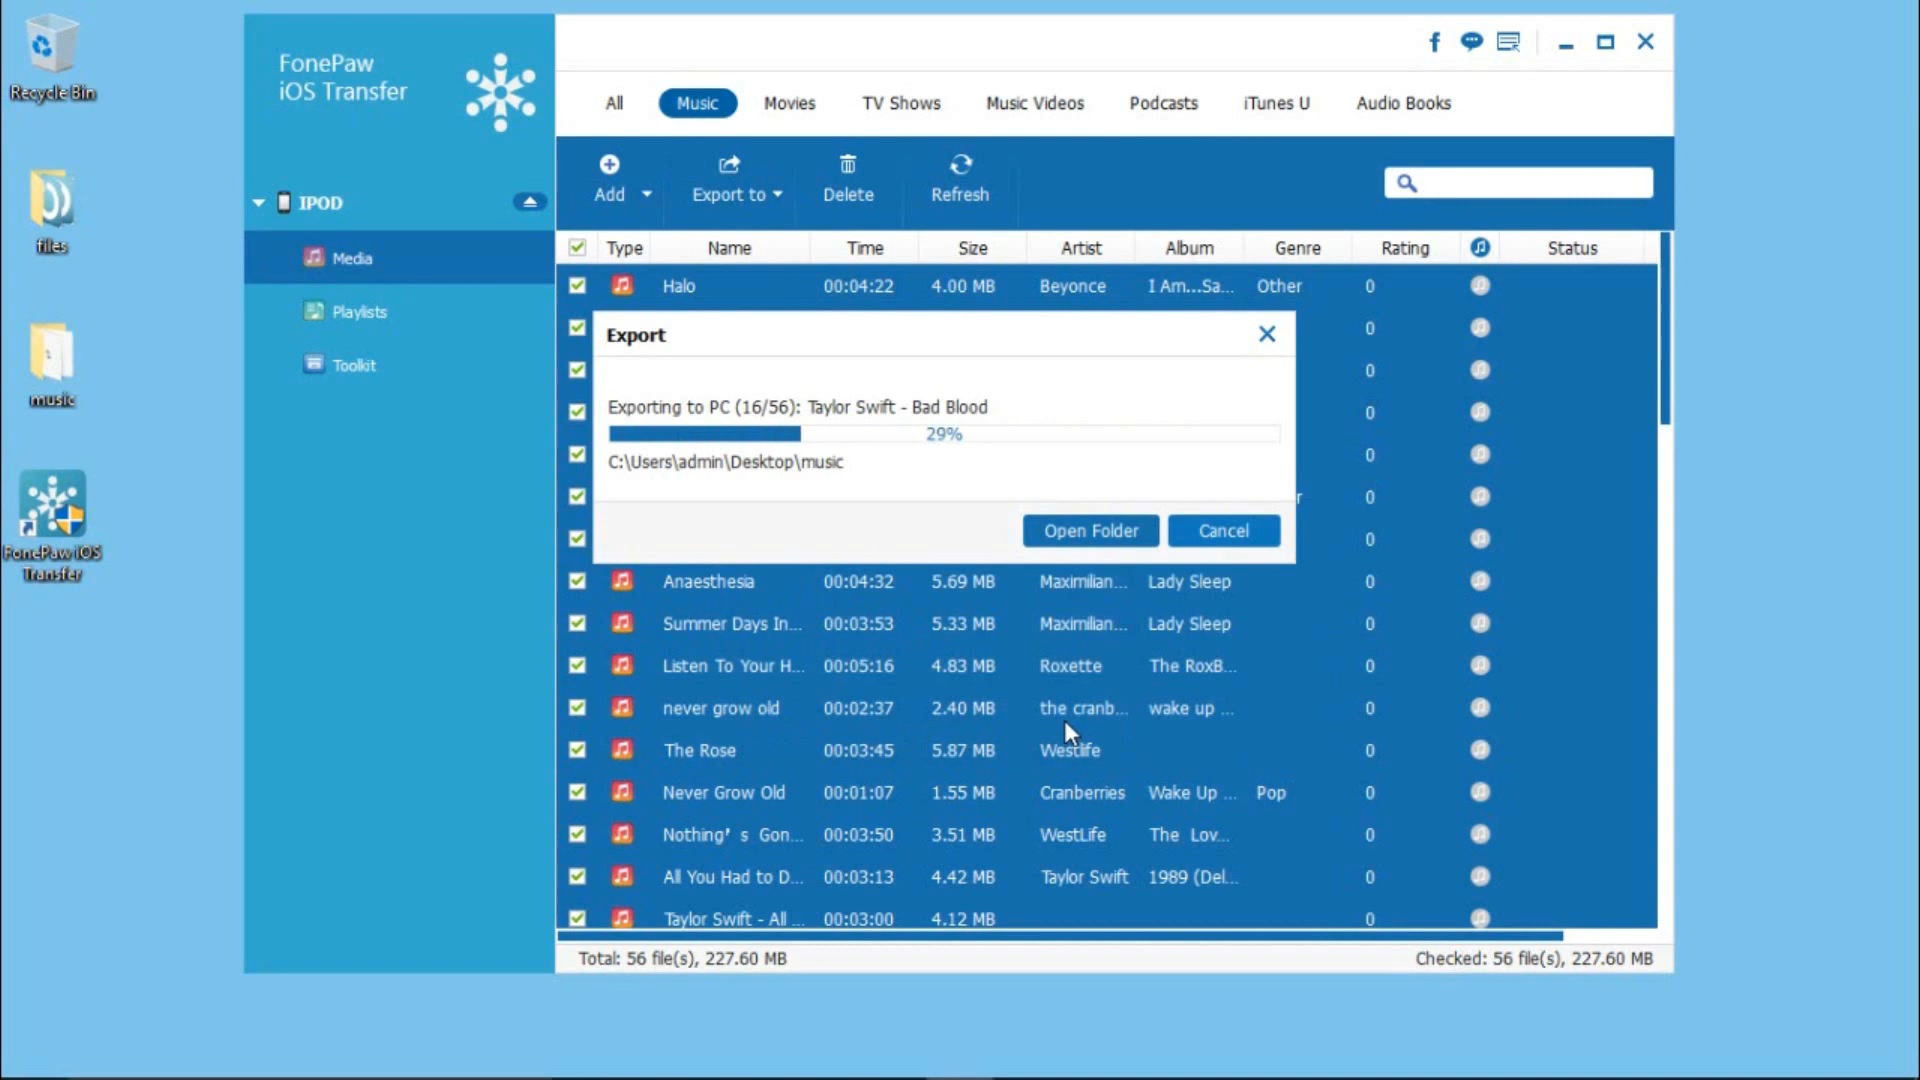 Recycle Bin
files
music
FonePaw iOS
Transfer
FonePaw
iOS Transfer
IPOD
Media
Playlists
Toolkit
All Music Movies TV Shows Music Videos Podcasts iTunes U Audio Books
Add Export to Delete Refresh
Type Name Time Size Artist Album Genre Rating Status
Halo 00:04:22 4.00 MB Beyonce I Am...Sa... Other 0
0
0
0
0
r 0
0
Export
Exporting to PC (16/56): Taylor Swift - Bad Blood
29%
C:\Users\admin\Desktop\music
Open Folder Cancel
Anaesthesia 00:04:32 5.69 MB Maximilian... Lady Sleep 0
Summer Days In... 00:03:53 5.33 MB Maximilian... Lady Sleep 0
Listen To Your H... 00:05:16 4.83 MB Roxette The RoxB... 0
never grow old 00:02:37 2.40 MB the cranb... wake up ... 0
The Rose 00:03:45 5.87 MB Westlife 0
Never Grow Old 00:01:07 1.55 MB Cranberries Wake Up ... Pop 0
Nothing’ s Gon... 00:03:50 3.51 MB WestLife The Lov... 0
All You Had to D... 00:03:13 4.42 MB Taylor Swift 1989 (Del... 0
Taylor Swift - All ... 00:03:00 4.12 MB 0
Total: 56 file(s), 227.60 MB Checked: 56 file(s), 227.60 MB